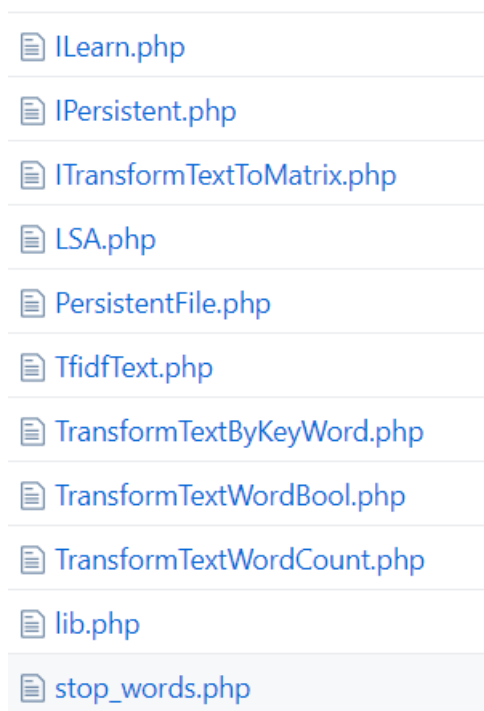 ILearn.php
IPersistent.php
ITransformTextToMatrix.php
LSA.php
PersistentFile.php
TfidfText.php
TransformTextByKeyWord.php
TransformTextWordBool.php
TransformTextWordCount.php
lib.php
stop_words.php